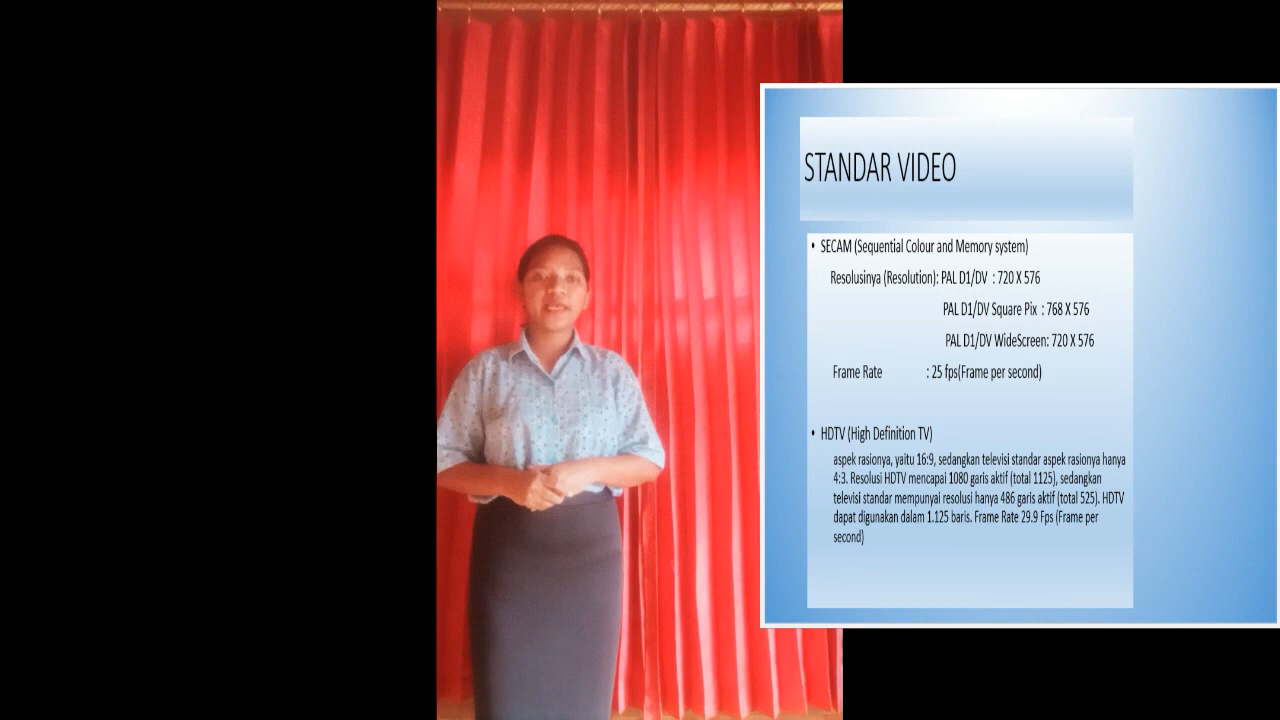 STANDAR VIDEO
• SECAM (Sequential Colour and Memory system)
Resolusinya (Resolution): PAL D1/DV : 720 X 576
PAL D1/DV Square Pix : 768 X 576
PAL D1/DV WideScreen: 720 X 576
Frame Rate : 25 fps(Frame per second)
• HDTV (High Definition TV)
aspek rasionya, yaitu 16:9, sedangkan televisi standar aspek rasionya hanya
4:3. Resolusi HDTV mencapai 1080 garis aktif (total 1125), sedangkan
televisi standar mempunyai resolusi hanya 486 garis aktif (total 525). HDTV
dapat digunakan dalam 1.125 baris. Frame Rate 29.9 Fps (Frame per
second)